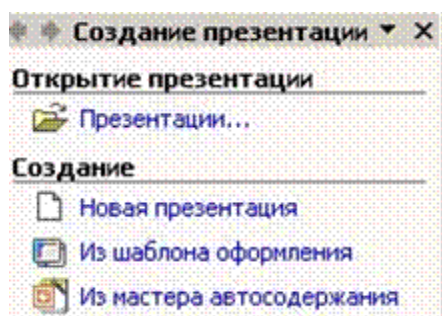 Создание презентации
Открытие презентации
Презентации...
Создание
Новая презентация
Из шаблона оформления
Из мастера автосодержания